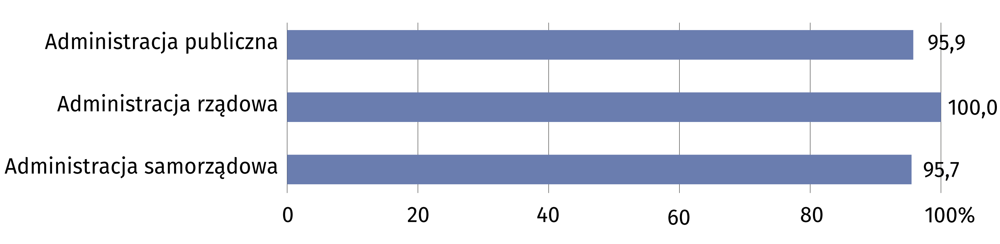 Administracja publiczna 95,9
Administracja rządowa 100,0
Administracja samorządowa 95,7
0 20 40 60 80 100%